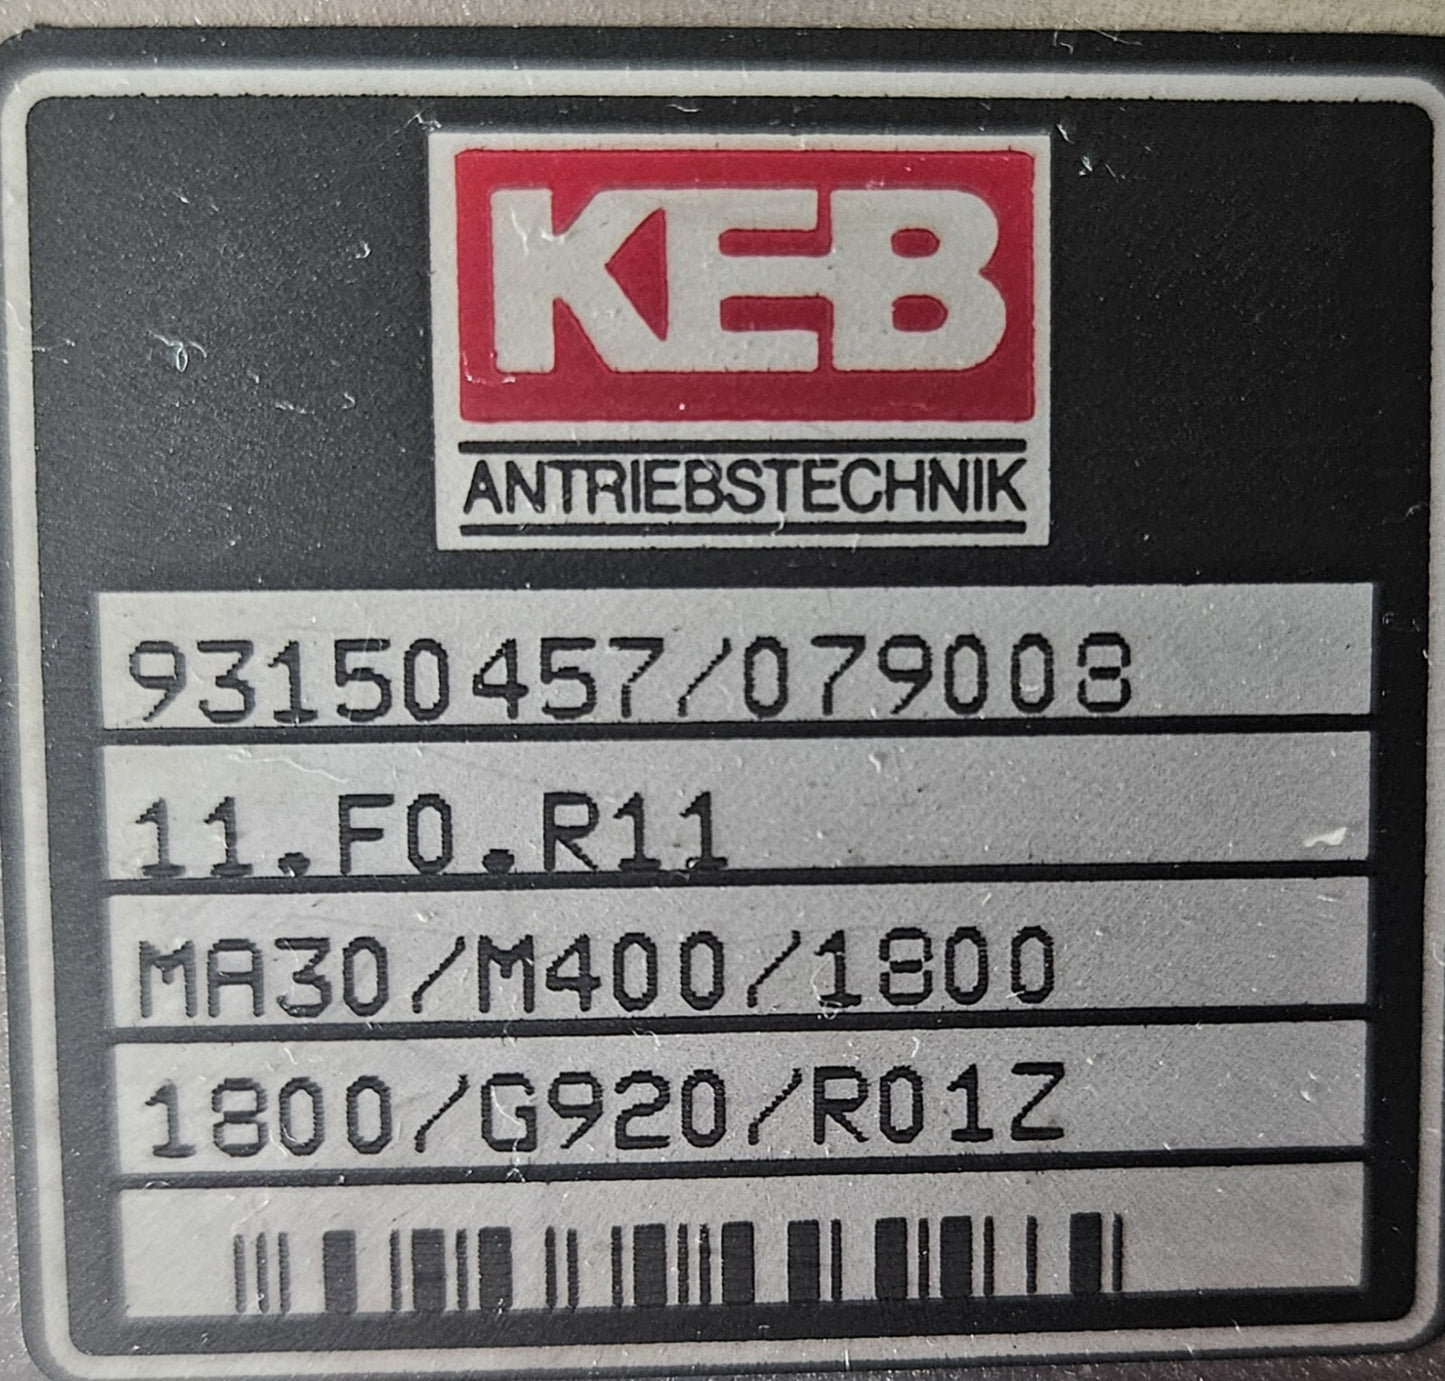 KEB
ANTRIEBSTECHNIK
93150457/079008
11.F0.R11
MA30/M400/1800
1800/G920/R01Z